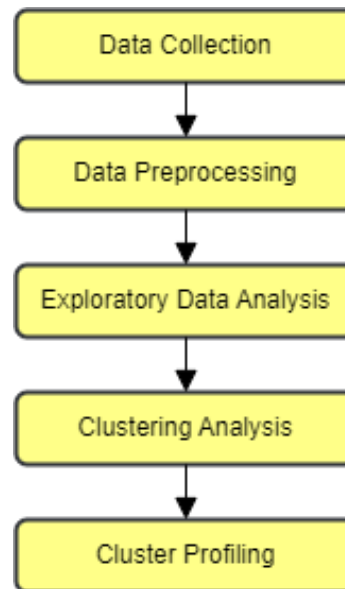 Data Collection
Data Preprocessing
Exploratory Data Analysis
Clustering Analysis
Cluster Profiling